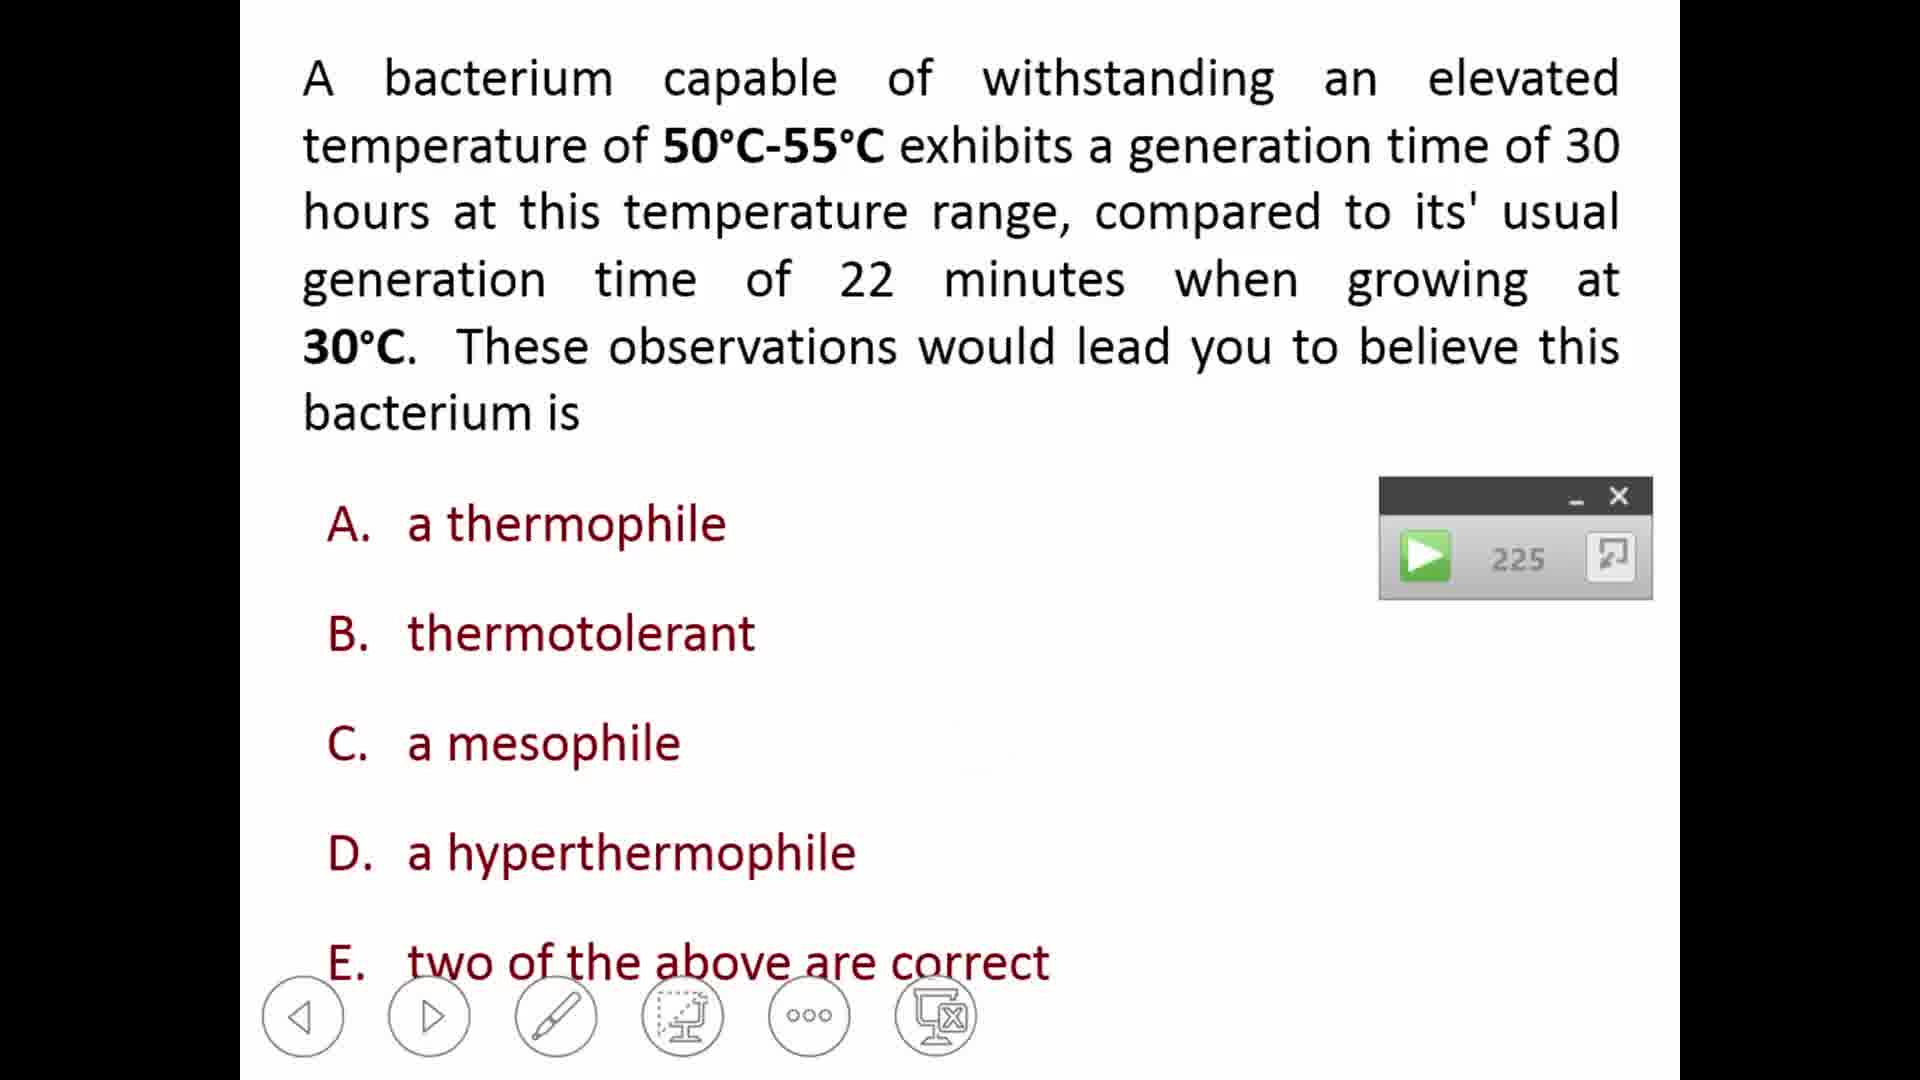 A bacterium capable of withstanding an elevated
temperature of 50°C-55°C exhibits a generation time of 30
hours at this temperature range, compared to its' usual
generation time of 22 minutes when growing at
30°C. These observations would lead you to believe this
bacterium is
A. a thermophile
225
B. thermotolerant
C. a mesophile
D. a hyperthermophile
E. two of the above are correct